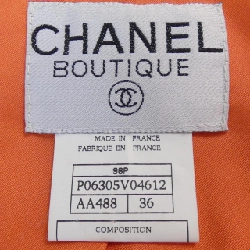 CHANEL
BOUTIQUE
MADE IN FRANCE
FABRIQUE EN FRANCE
98P
P06305V04612
AA488 36
COMPOSITION